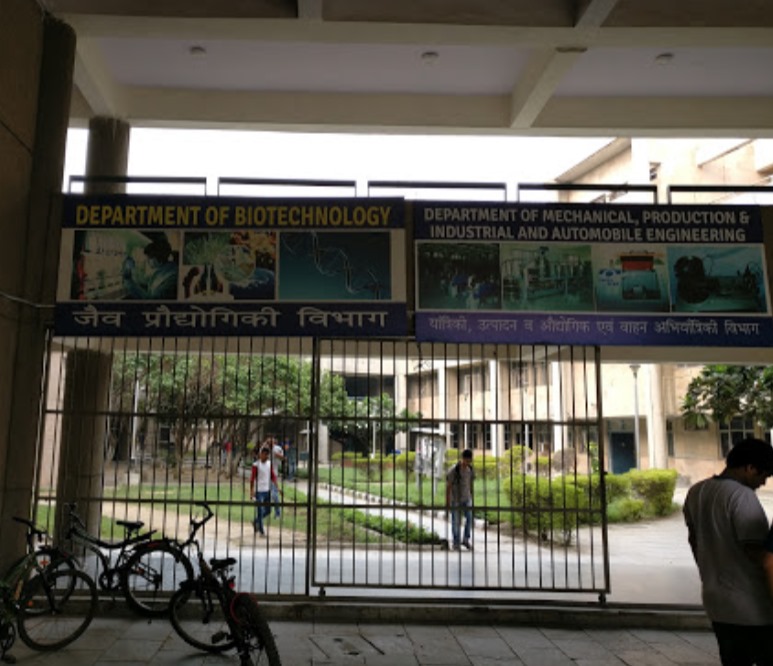 DEPARTMENT OF BIOTECHNOLOGY
जैव प्रौद्योगिकी विभाग
DEPARTMENT OF MECHANICAL, PRODUCTION &
INDUSTRIAL AND AUTOMOBILE ENGINEERING
यांत्रिकी, उत्पादन व औद्योगिक एवं वाहन अभियांत्रिकी विभाग